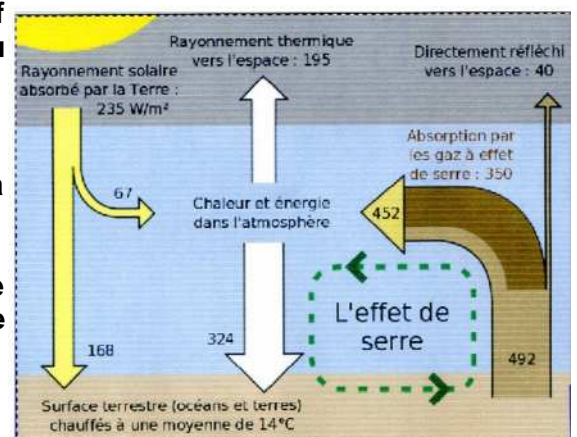 f
Rayonnement thermique
vers l'espace : 195
Directement réfléchi
vers l'espace : 40
Rayonnement solaire
absorbé par la Terre :
235 W/m²
Absorption par
les gaz à effet
de serre : 350
67
Chaleur et énergie
dans l'atmosphère
452
L'effet de
serre
168
324
492
Surface terrestre (océans et terres)
chauffés à une moyenne de 14°C
e
e